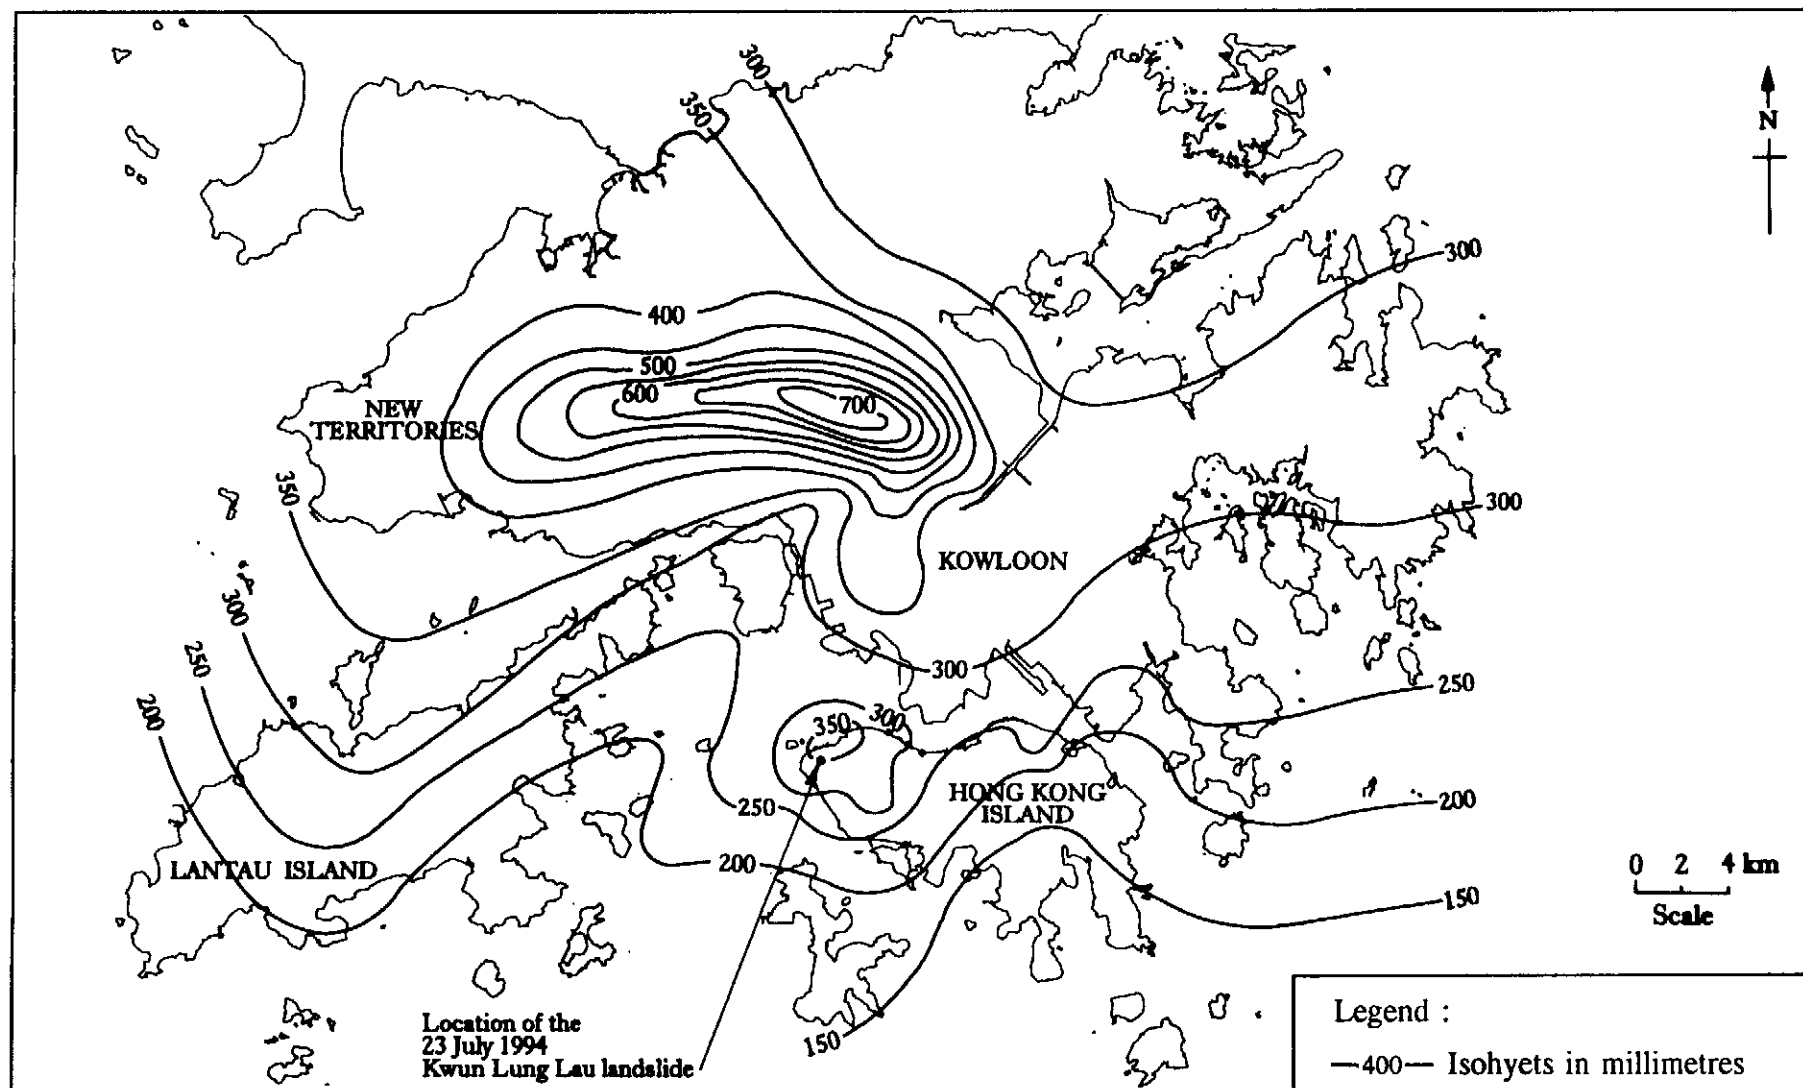 300
350
N
300
400
500
600
700
NEW
TERRITORIES
350
300
KOWLOON
300
250
300
250
200
350
300
250
HONG KONG
ISLAND
200
200
LANTAU ISLAND
0 2 4 km
Scale
150
150
Location of the
23 July 1994
Kwun Lung Lau landslide
Legend :
400 Isohyets in millimetres